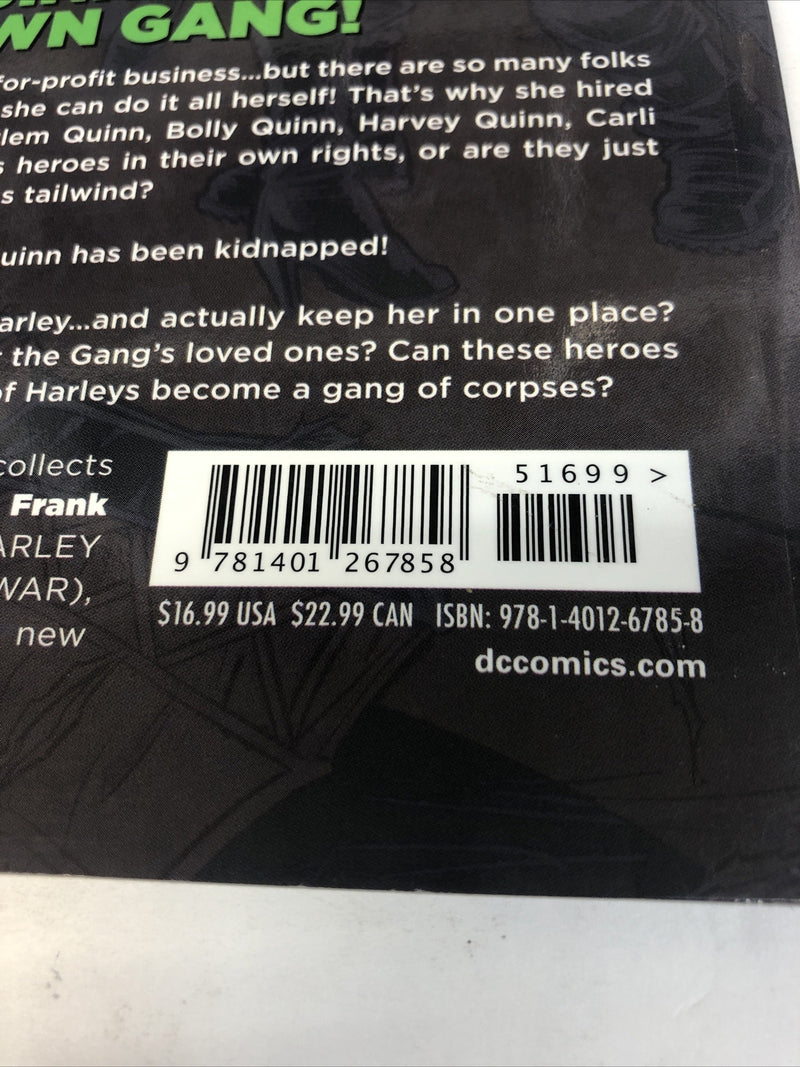 WN GANG!
for-profit business...but there are so many folks
she can do it all herself! That's why she hired
lem Quinn, Bolly Quinn, Harvey Quinn, Carli
s heroes in their own rights, or are they just
s tailwind?
uinn has been kidnapped!
arley...and actually keep her in one place?
the Gang's loved ones? Can these heroes
of Harleys become a gang of corpses?
collects
Frank
ARLEY
WAR),
new
51699 >
9 781401 267858
$16.99 USA $22.99 CAN ISBN: 978-1-4012-6785-8
dccomics.com